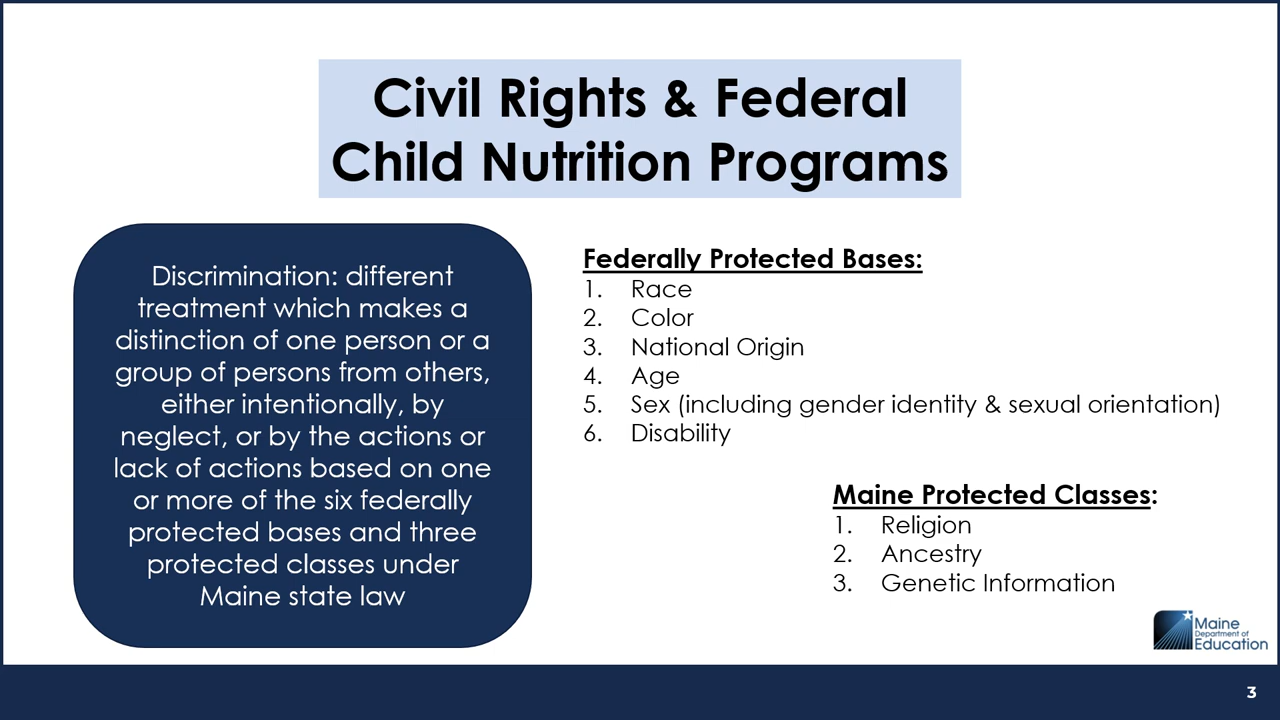 Civil Rights & Federal
Child Nutrition Programs
Discrimination: different
treatment which makes a
distinction of one person or a
group of persons from others,
either intentionally, by
neglect, or by the actions or
lack of actions based on one
or more of the six federally
protected bases and three
protected classes under
Maine state law
Federally Protected Bases:
1. Race
2. Color
3. National Origin
4. Age
5. Sex (including gender identity & sexual orientation)
6. Disability
Maine Protected Classes:
1. Religion
2. Ancestry
3. Genetic Information
Maine
Department of
Education
3